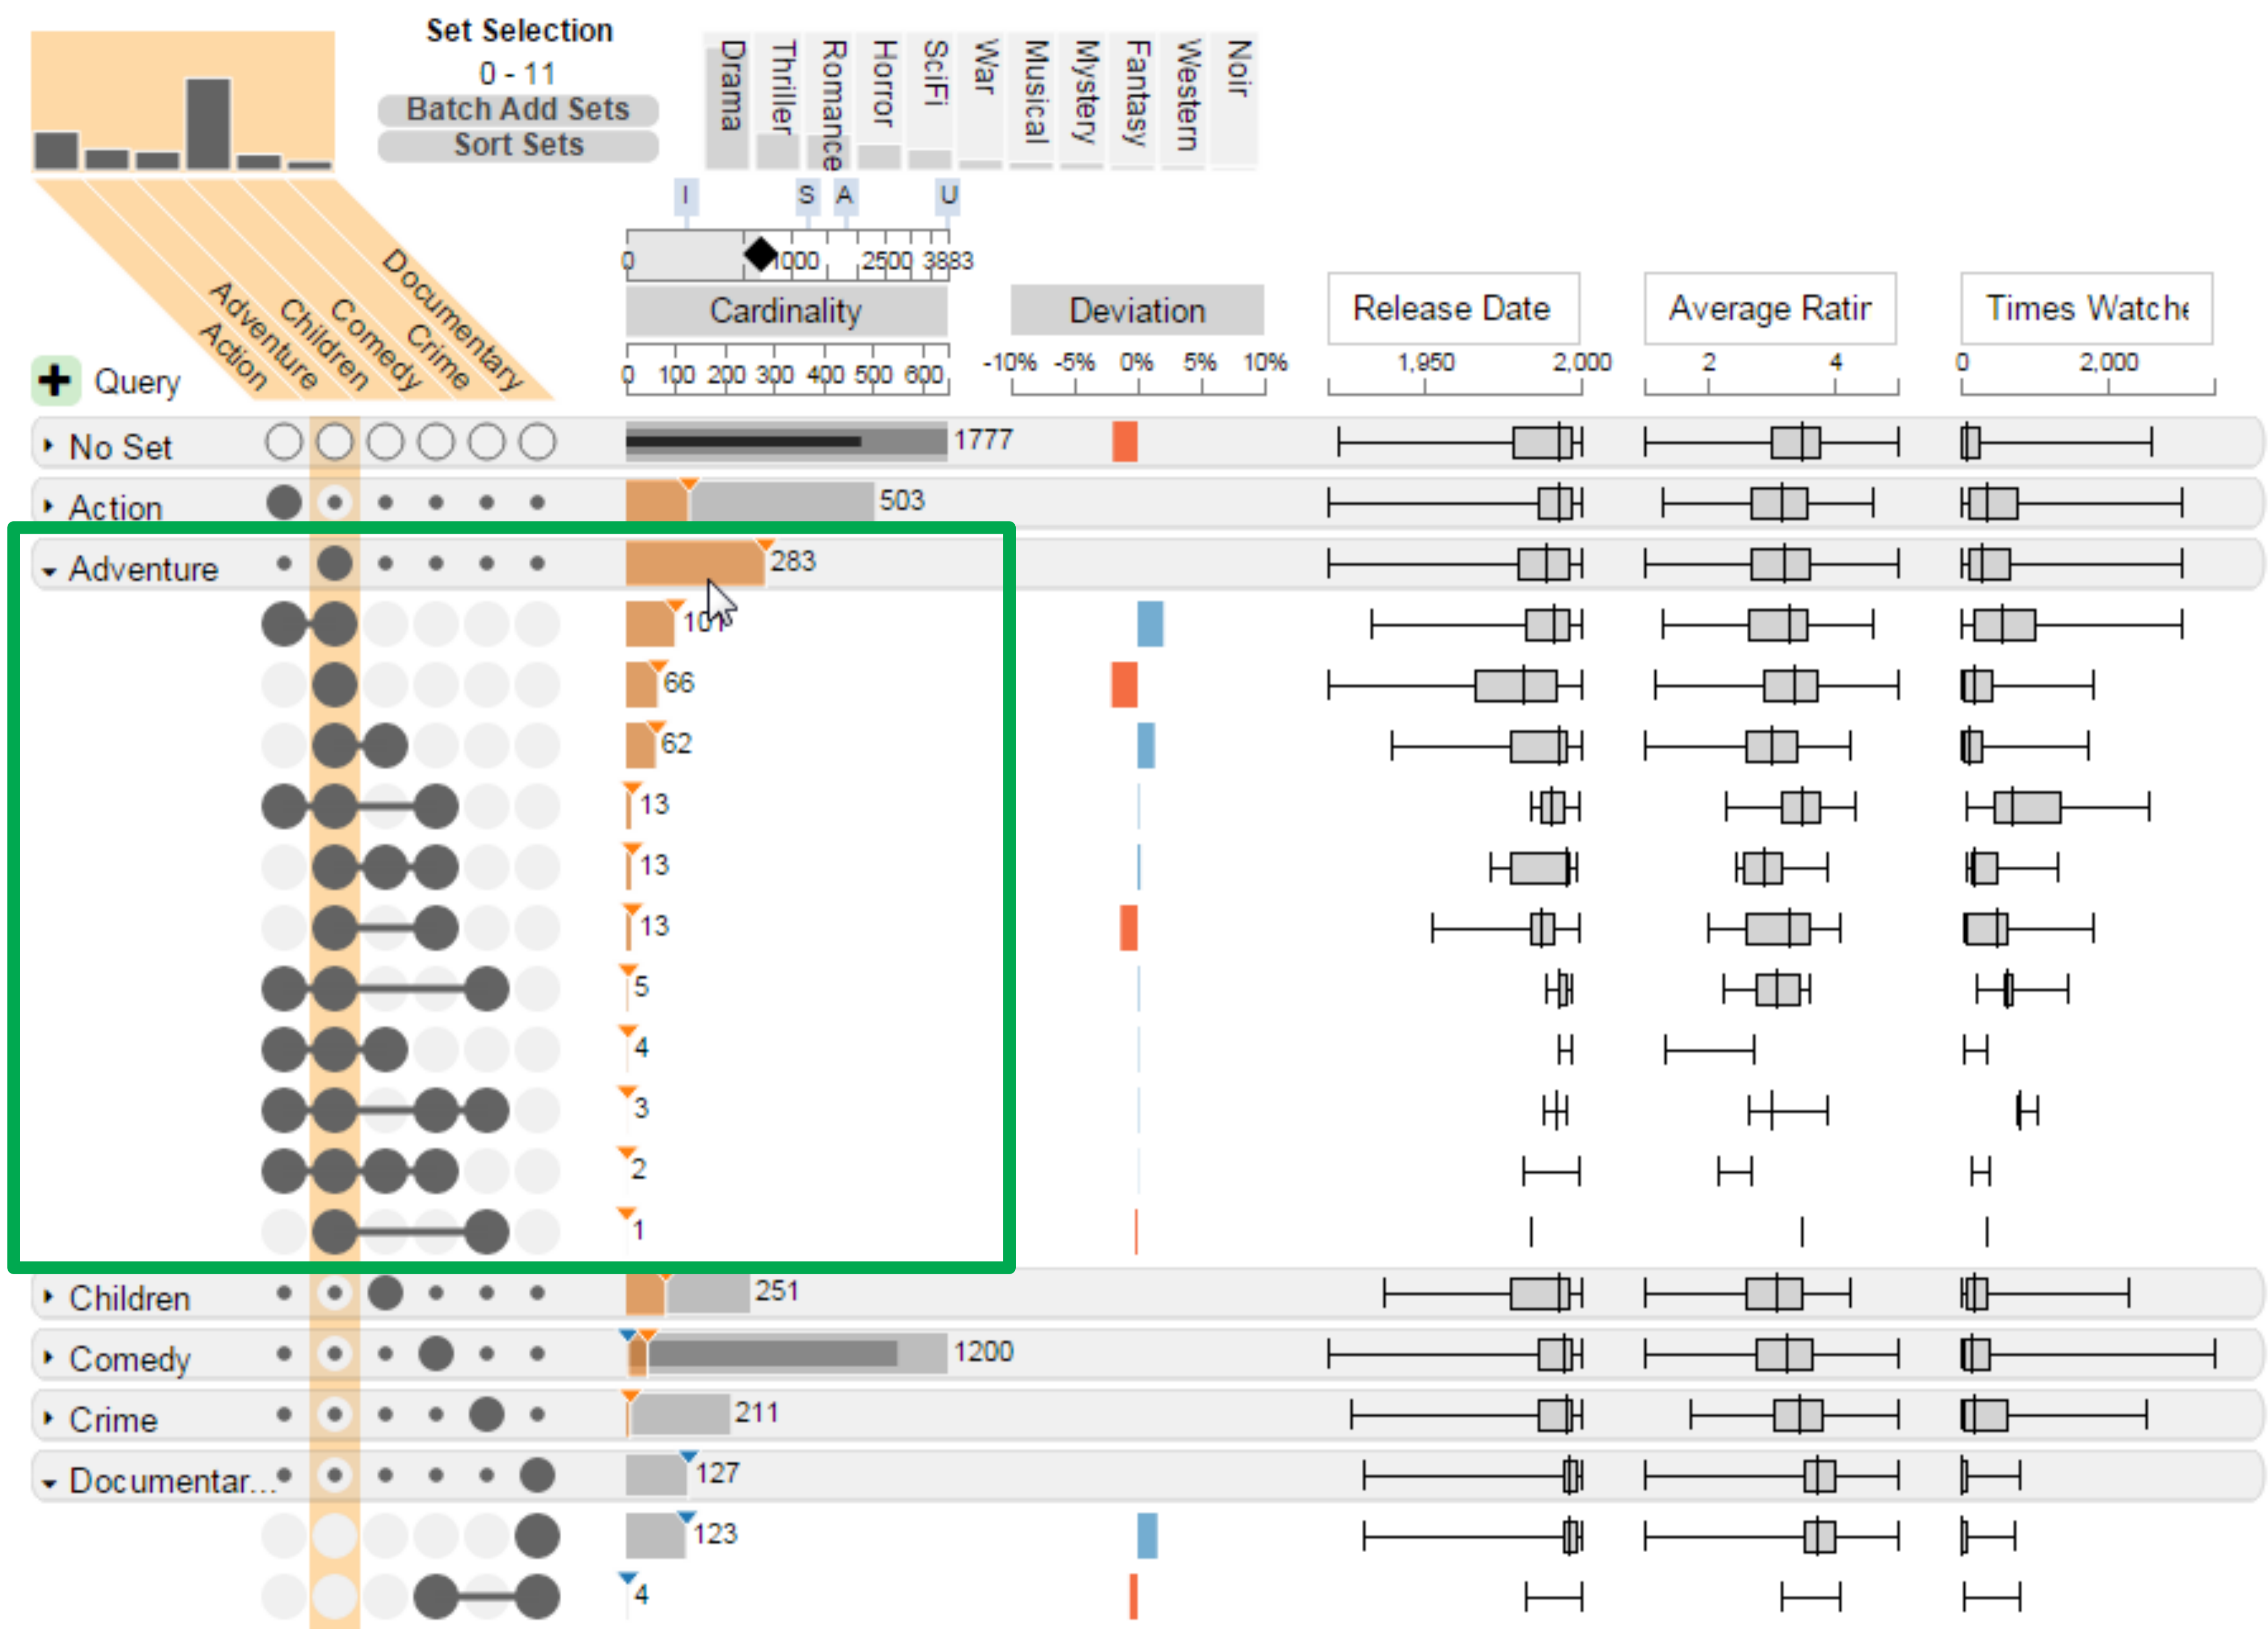 Set Selection
0 - 11
Batch Add Sets
Sort Sets
Drama
Thriller
Romance
Horror
SciFi
War
Musical
Mystery
Fantasy
Western
Noir
I S A U
0 1000 2500 3883
Cardinality Deviation Release Date Average Ratir Times Watche
0 100 200 300 400 500 600 -10% -5% 0% 5% 10% 1,950 2,000 2 4 0 2,000
Action
Adventure
Children
Comedy
Crime
Documentary
Query
No Set 1777
Action 503
Adventure 283
101
66
62
13
13
13
5
4
3
2
1
Children 251
Comedy 1200
Crime 211
Documentar... 127
123
4